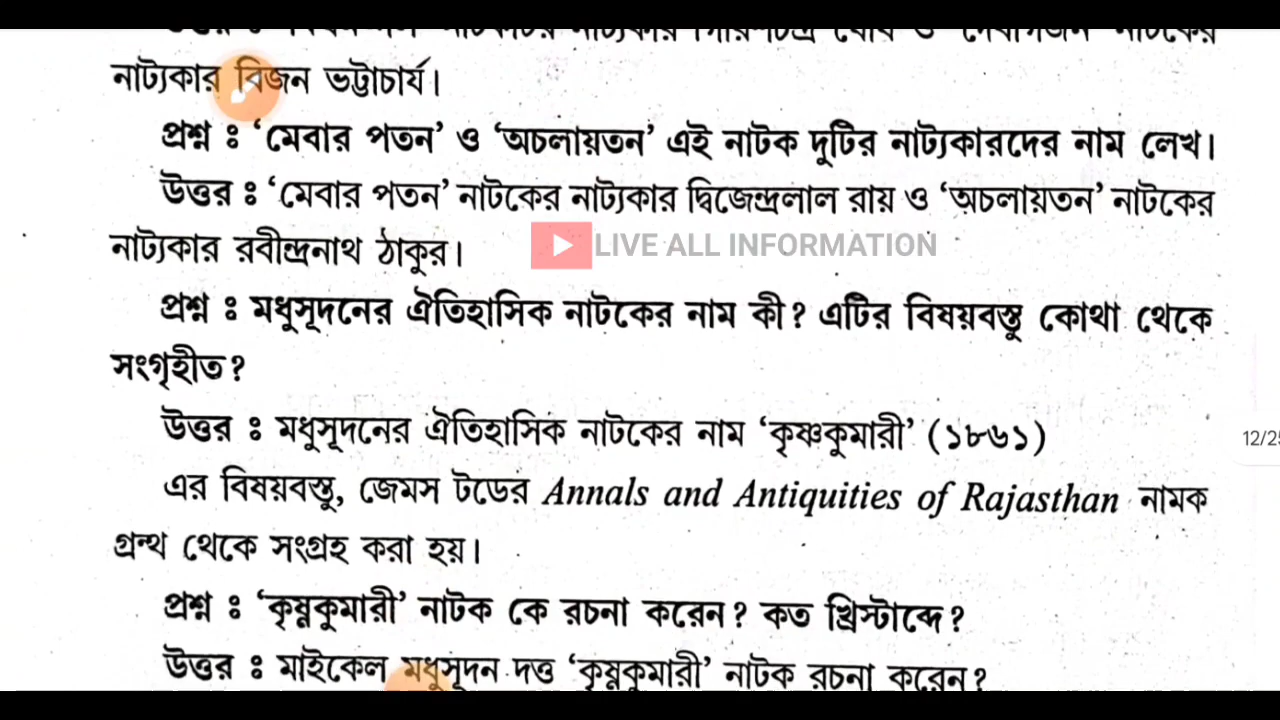 নাট্যকার বিজন ভট্টাচার্য।
প্রশ্ন ঃ ‘মেবার পতন’ ও ‘অচলায়তন’ এই নাটক দুটির নাট্যকারদের নাম লেখ।
উত্তর ঃ ‘মেবার পতন’ নাটকের নাট্যকার দ্বিজেন্দ্রলাল রায় ও ‘অচলায়তন’ নাটকের
নাট্যকার রবীন্দ্রনাথ ঠাকুর।
LIVE ALL INFORMATION
প্রশ্ন ঃ মধুসূদনের ঐতিহাসিক নাটকের নাম কী? এটির বিষয়বস্তু কোথা থেকে
সংগৃহীত?
উত্তর ঃ মধুসূদনের ঐতিহাসিক নাটকের নাম ‘কৃষ্ণকুমারী’ (১৮৬১)
এর বিষয়বস্তু, জেমস টডের Annals and Antiquities of Rajasthan নামক
গ্রন্থ থেকে সংগ্রহ করা হয়।
12/25
প্রশ্ন ঃ ‘কৃষ্ণকুমারী’ নাটক কে রচনা করেন? কত খ্রিস্টাব্দে?
উত্তর ঃ মাইকেল মধুসূদন দত্ত ‘কৃষ্ণকুমারী’ নাটক রচনা করেন?